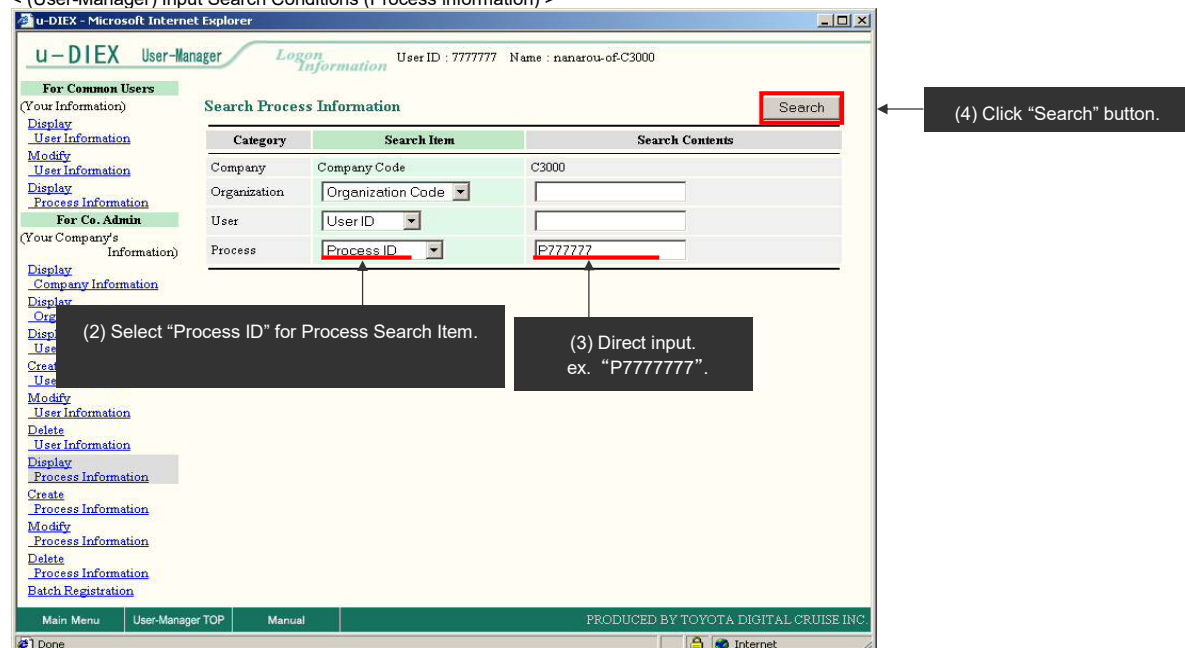 < (User-Manager) Input Search Conditions (Process Information) >
u-DIEX - Microsoft Internet Explorer
u-DIEX User-Manager Logon Information User ID : 7777777 Name : nanarou-of-C3000
For Common Users
(Your Information)
Display
User Information
Modify
User Information
Display
Process Information
For Co. Admin
(Your Company's
Information)
Display
Company Information
Display
Org
Disp
Use
Creat
Use
Modify
User Information
Delete
User Information
Display
Process Information
Create
Process Information
Modify
Process Information
Delete
Process Information
Batch Registration
Search Process Information Search
Category Search Item Search Contents
Company Company Code C3000
Organization Organization Code
User User ID
Process Process ID P777777
(2) Select “Process ID” for Process Search Item.
(3) Direct input.
ex. “P7777777”.
(4) Click “Search” button.
Main Menu User-Manager TOP Manual PRODUCED BY TOYOTA DIGITAL CRUISE INC.
Done Internet